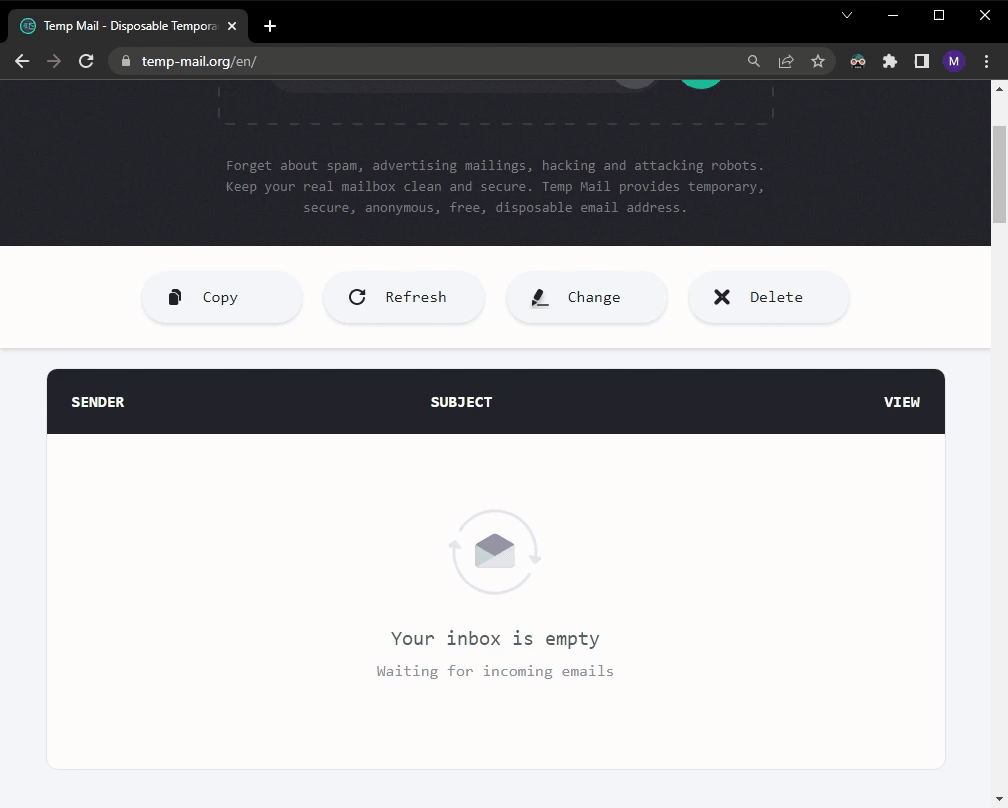 Temp Mail - Disposable Tempora
temp-mail.org/en/
M
Forget about spam, advertising mailings, hacking and attacking robots.
Keep your real mailbox clean and secure. Temp Mail provides temporary,
secure, anonymous, free, disposable email address.
Copy Refresh Change Delete
SENDER SUBJECT VIEW
Your inbox is empty
Waiting for incoming emails